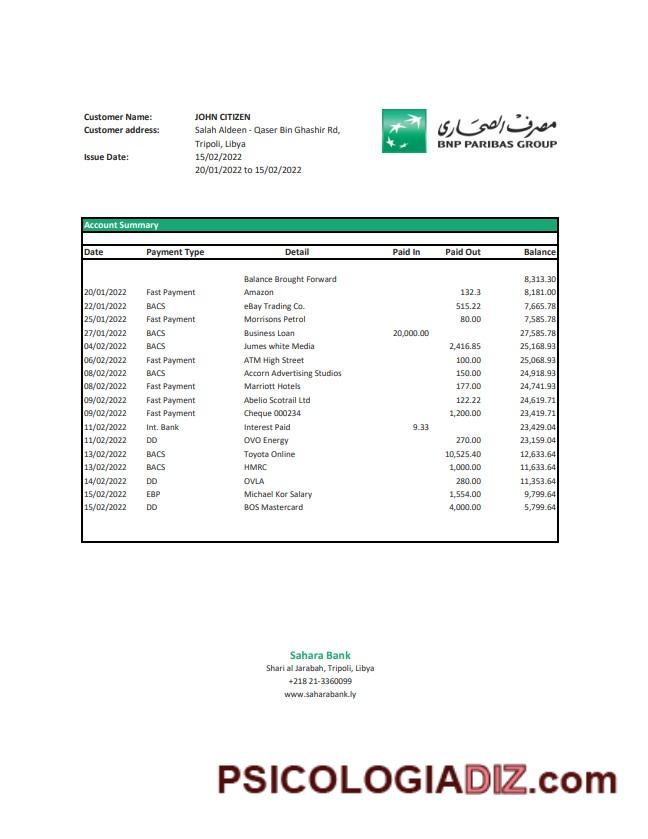 Customer Name: JOHN CITIZEN
Customer address: Salah Aldeen - Qaser Bin Ghashir Rd,
Tripoli, Libya
Issue Date: 15/02/2022
20/01/2022 to 15/02/2022
مصرف الصحاري
BNP PARIBAS GROUP
Account Summary
Date Payment Type Detail Paid In Paid Out Balance
Balance Brought Forward 8,313.30
20/01/2022 Fast Payment Amazon 132.3 8,181.00
22/01/2022 BACS eBay Trading Co. 515.22 7,665.78
25/01/2022 Fast Payment Morrisons Petrol 80.00 7,585.78
27/01/2022 BACS Business Loan 20,000.00 27,585.78
04/02/2022 BACS Jumes white Media 2,416.85 25,168.93
06/02/2022 Fast Payment ATM High Street 100.00 25,068.93
08/02/2022 BACS Accorn Advertising Studios 150.00 24,918.93
08/02/2022 Fast Payment Marriott Hotels 177.00 24,741.93
09/02/2022 Fast Payment Abelio Scotrail Ltd 122.22 24,619.71
09/02/2022 Fast Payment Cheque 000234 1,200.00 23,419.71
11/02/2022 Int. Bank Interest Paid 9.33 23,429.04
11/02/2022 DD OVO Energy 270.00 23,159.04
13/02/2022 BACS Toyota Online 10,525.40 12,633.64
13/02/2022 BACS HMRC 1,000.00 11,633.64
14/02/2022 DD OVLA 280.00 11,353.64
15/02/2022 EBP Michael Kor Salary 1,554.00 9,799.64
15/02/2022 DD BOS Mastercard 4,000.00 5,799.64
Sahara Bank
Shari al Jarabah, Tripoli, Libya
+218 21-3360099
www.saharabank.ly
PSICOLOGIADIZ.com